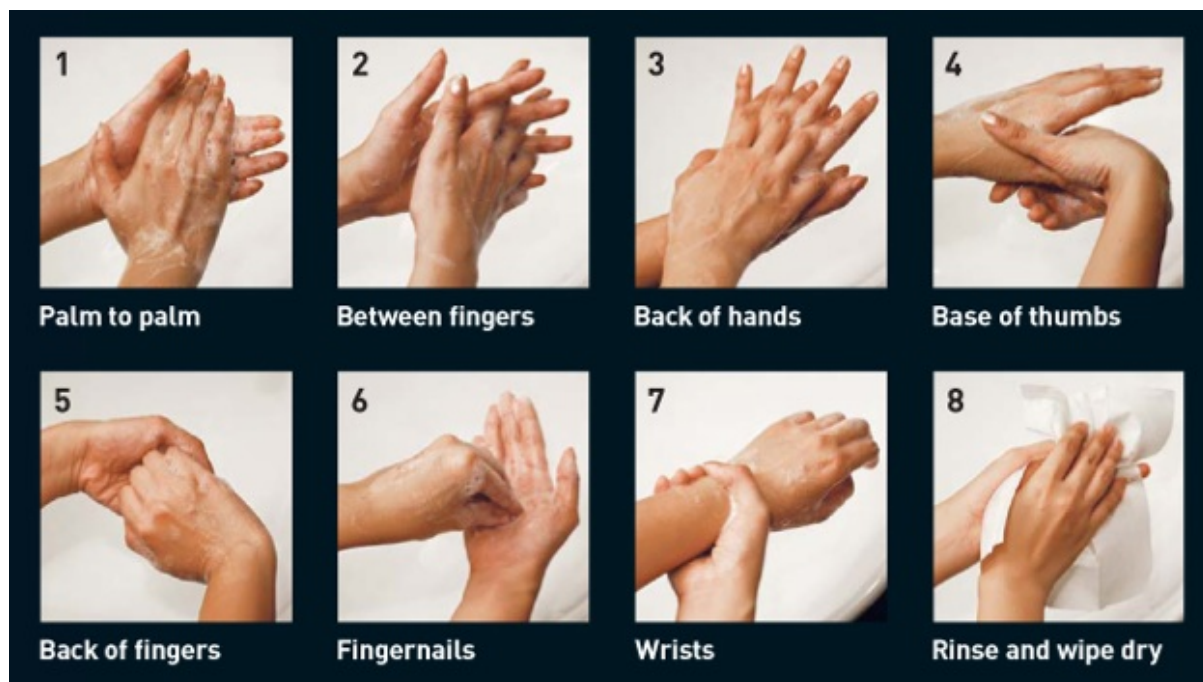 1
2
3
4
Palm to palm
Between fingers
Back of hands
Base of thumbs
5
6
7
8
Back of fingers
Fingernails
Wrists
Rinse and wipe dry